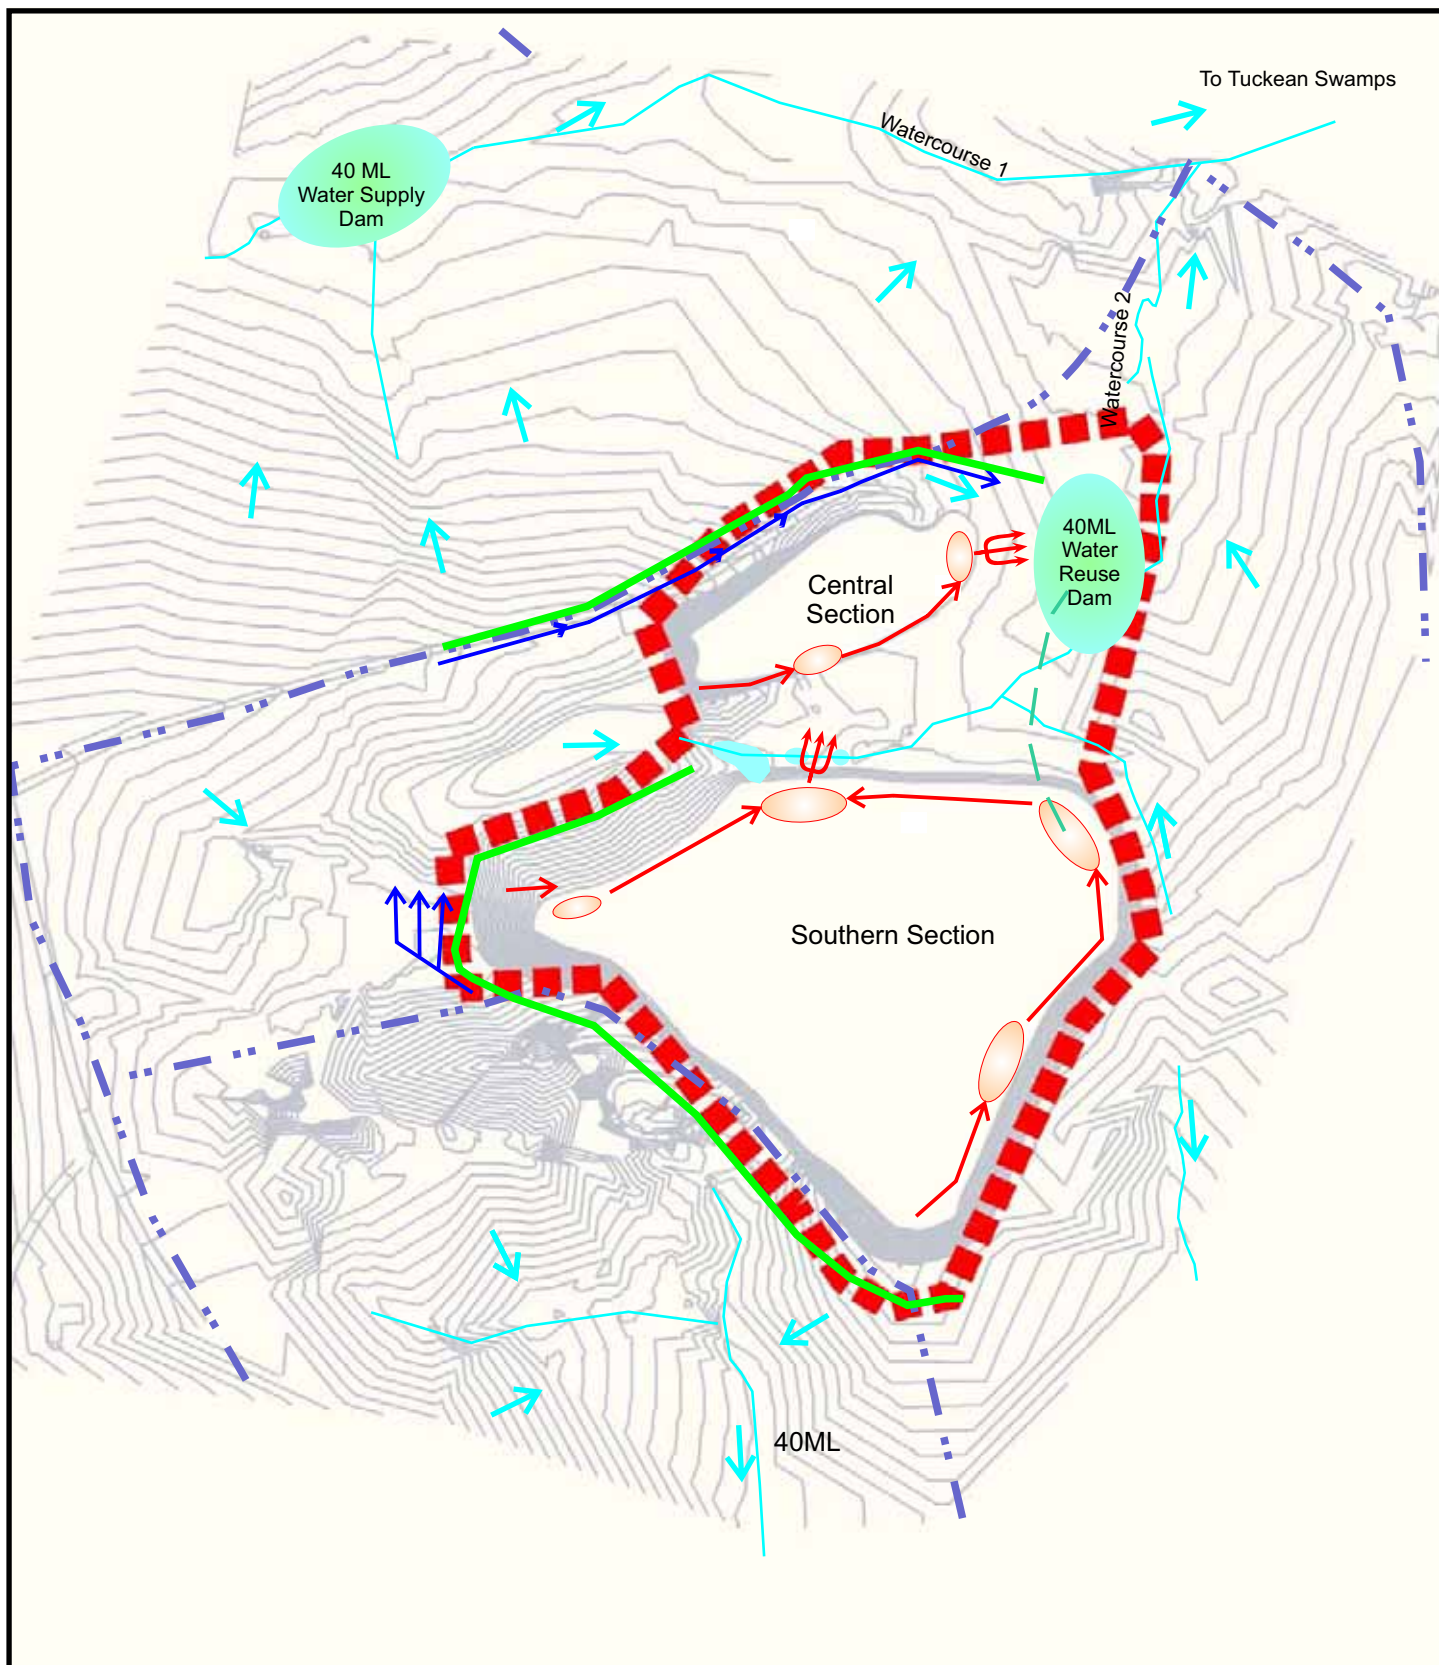 To Tuckean Swamps
Watercourse 1
40 ML
Water Supply
Dam
Watercourse 2
40ML
Water
Reuse
Dam
Central
Section
Southern Section
40ML